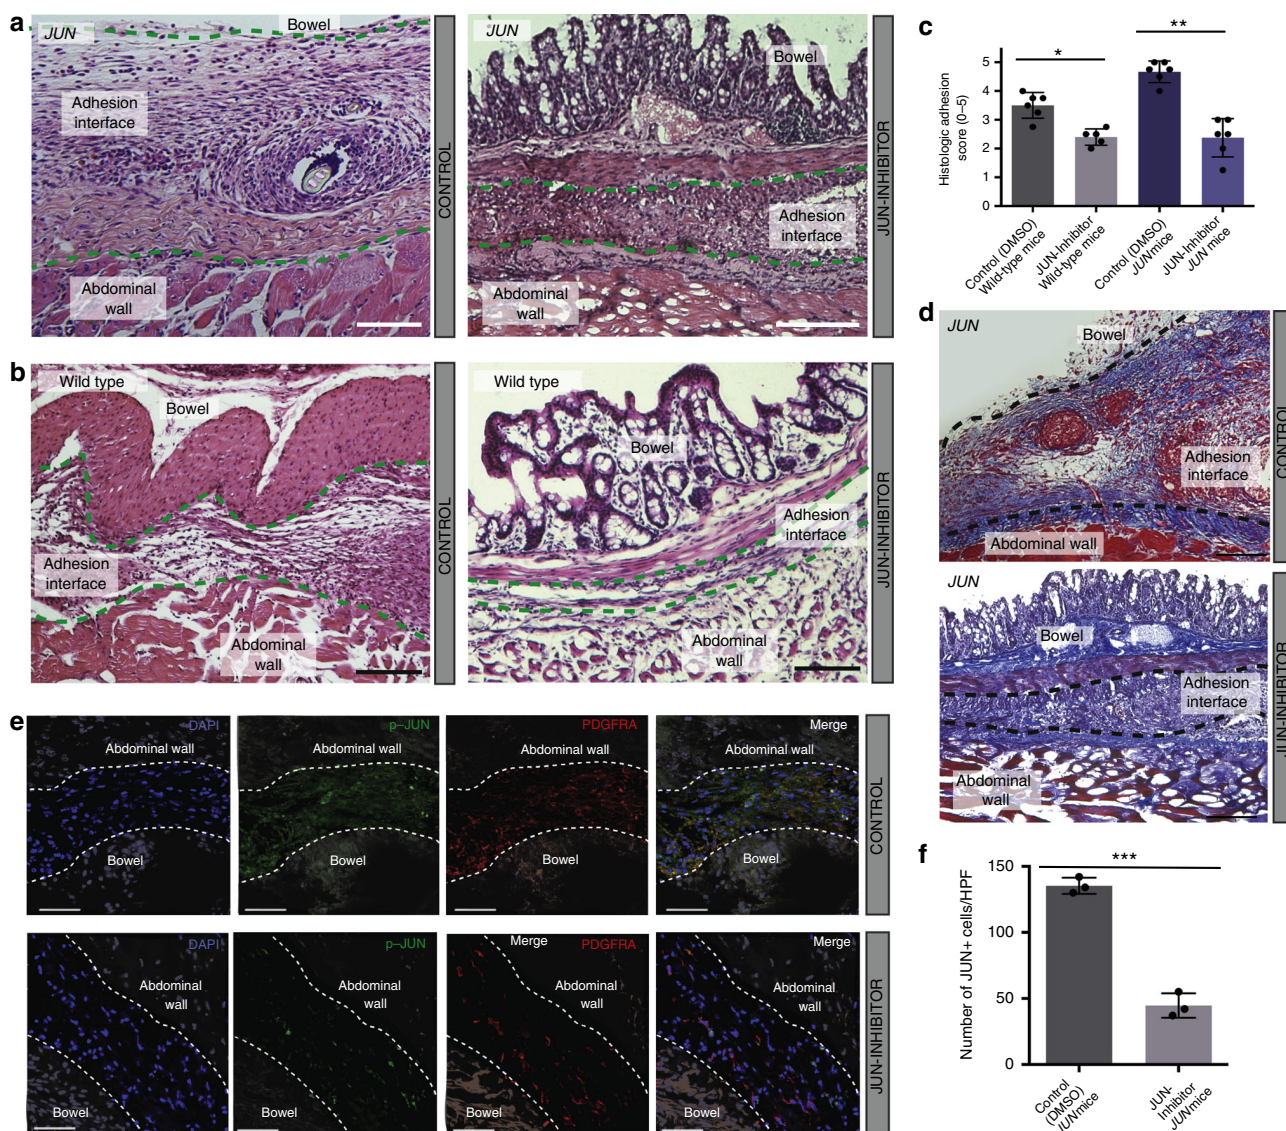 a
JUN
Bowel
Adhesion
interface
Abdominal
wall
CONTROL
JUN
Bowel
Adhesion
interface
Abdominal
wall
JUN-INHIBITOR
b
Wild type
Bowel
Adhesion
interface
Abdominal
wall
CONTROL
Wild type
Bowel
Adhesion
interface
Abdominal
wall
JUN-INHIBITOR
c
Histologic adhesion
score (0–5)
5
4
3
2
1
0
*
**
Control (DMSO)
Wild-type mice
JUN-Inhibitor
Wild-type mice
Control (DMSO)
JUN mice
JUN-Inhibitor
JUN mice
d
JUN
Bowel
Adhesion
interface
Abdominal wall
CONTROL
JUN
Bowel
Adhesion
interface
Abdominal
wall
JUN-INHIBITOR
e
DAPI
Abdominal wall
Bowel
p–JUN
Abdominal wall
Bowel
PDGFRA
Abdominal wall
Bowel
Merge
Abdominal wall
Bowel
CONTROL
DAPI
Abdominal
wall
Bowel
p–JUN
Abdominal
wall
Bowel
Merge
PDGFRA
Abdominal
wall
Bowel
Merge
Abdominal
wall
Bowel
JUN-INHIBITOR
f
Number of JUN+ cells/HPF
150
100
50
0
***
Control
(DMSO)
JUN mice
JUN-
Inhibitor
JUN mice